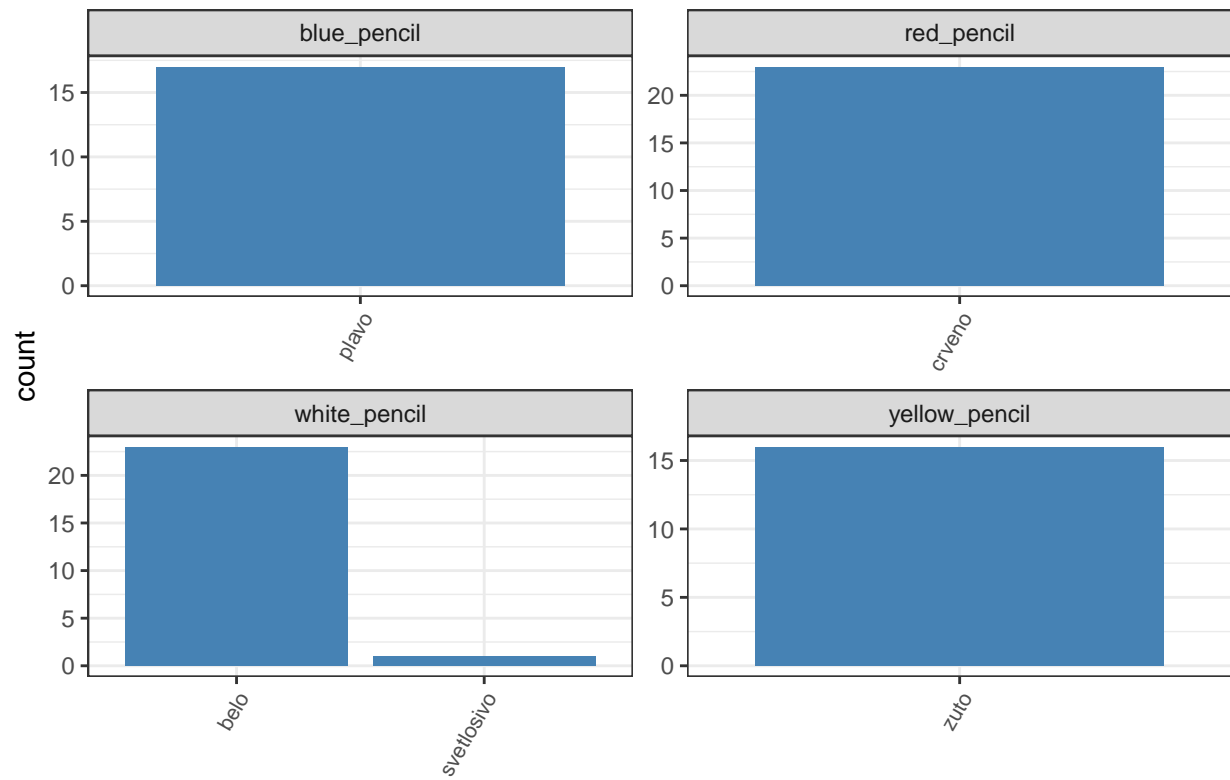 blue_pencil
15
10
5
0
plavo
red_pencil
20
15
10
5
0
crveno
count
white_pencil
20
15
10
5
0
belo
svetlosivo
yellow_pencil
15
10
5
0
zuto